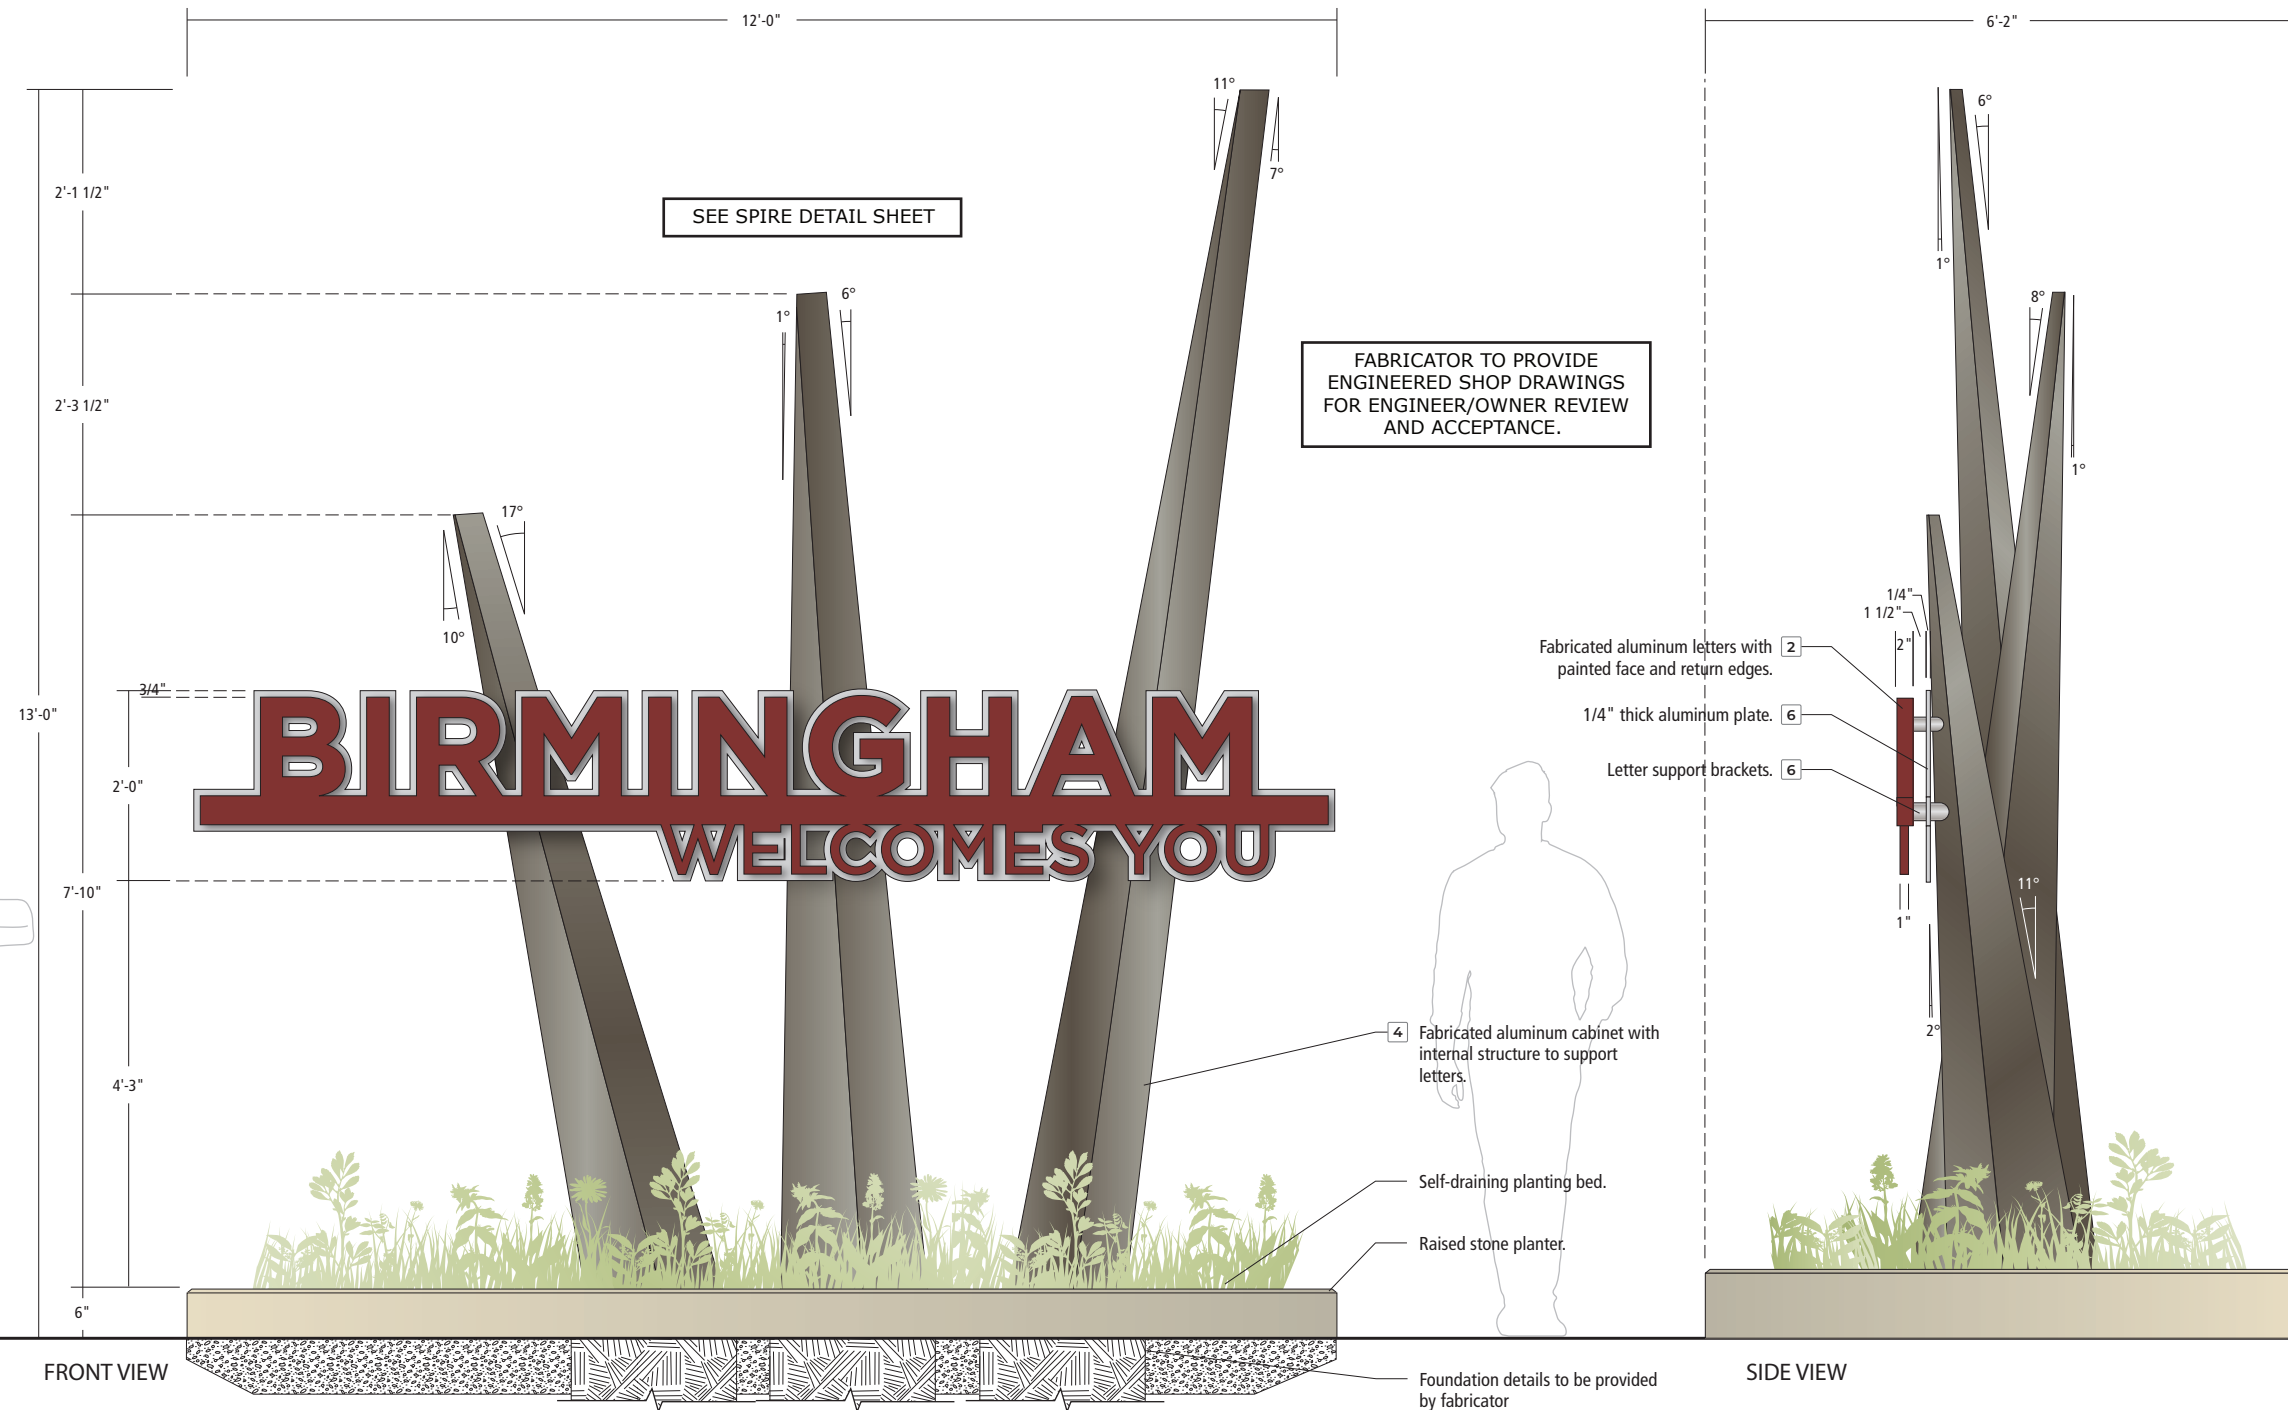 12'-0"
6'-2"
11°
7°
6°
1°
2'-1 1/2"
SEE SPIRE DETAIL SHEET
1°
6°
8°
1°
2'-3 1/2"
FABRICATOR TO PROVIDE
ENGINEERED SHOP DRAWINGS
FOR ENGINEER/OWNER REVIEW
AND ACCEPTANCE.
17°
10°
1/4"
1 1/2"
2"
Fabricated aluminum letters with 2
painted face and return edges.
1/4" thick aluminum plate. 6
Letter support brackets. 6
3/4"
13'-0"
2'-0"
BIRMINGHAM
WELCOMES YOU
7'-10"
11°
1"
2°
4 Fabricated aluminum cabinet with
internal structure to support
letters.
4'-3"
Self-draining planting bed.
Raised stone planter.
6"
FRONT VIEW
SIDE VIEW
Foundation details to be provided
by fabricator